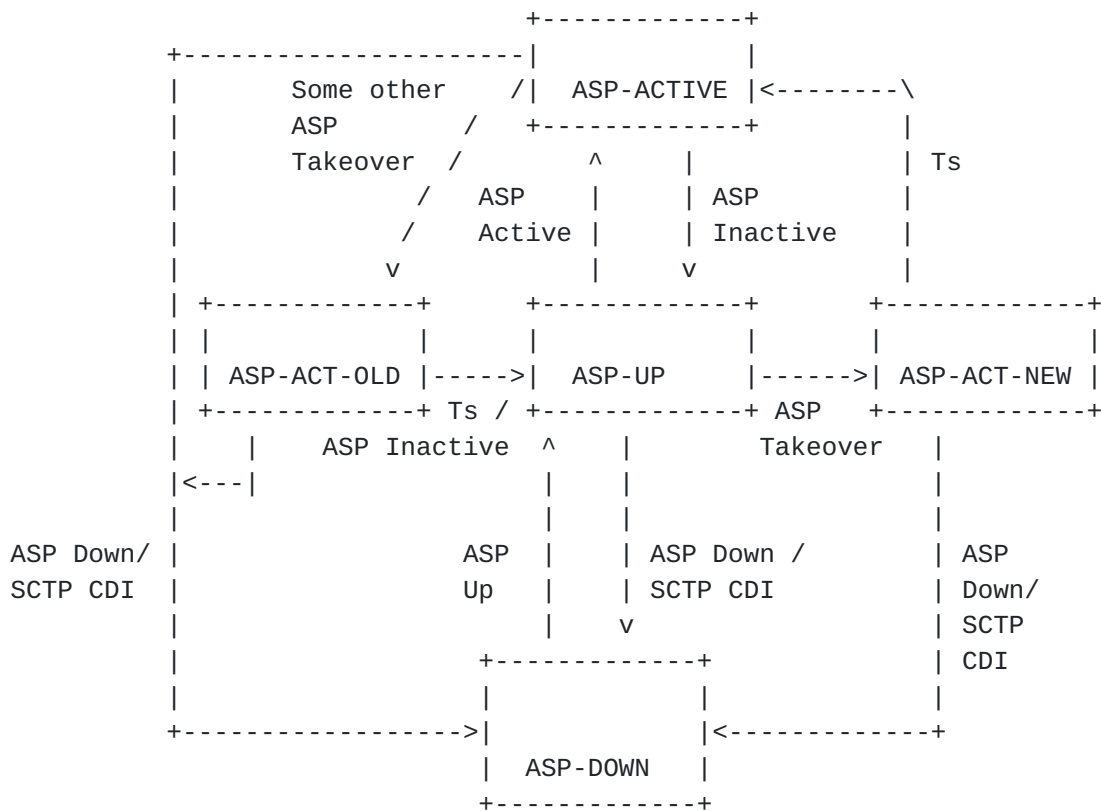 Some other ASP-ACTIVE
ASP
Takeover Ts
ASP ASP
Active Inactive
ASP-ACT-OLD ASP-UP ASP-ACT-NEW
Ts / ASP
ASP Inactive Takeover
ASP Down/ ASP ASP Down / ASP
SCTP CDI Up SCTP CDI Down/
SCTP
CDI
ASP-DOWN